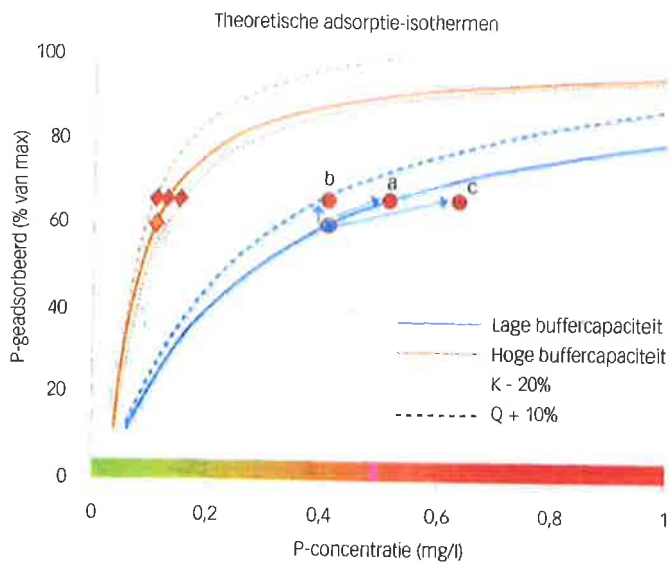 Theoretische adsorptie-isothermen
P-geadsorbeerd (% van max)
100
80
60
40
20
0
b
a
c
Lage buffercapaciteit
Hoge buffercapaciteit
K - 20%
Q + 10%
0
0,2
0,4
0,6
0,8
1
P-concentratie (mg/l)